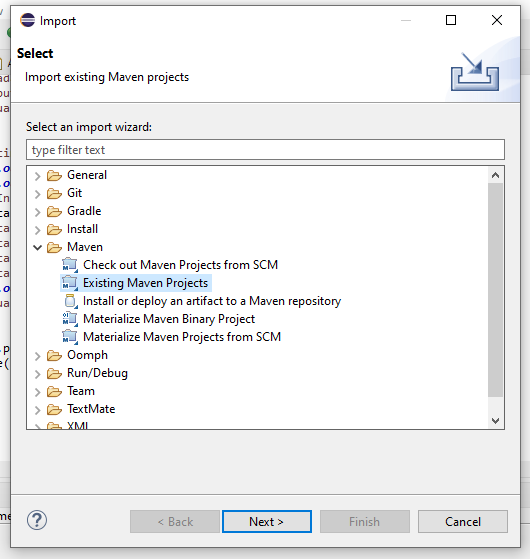 Import
Select
Import existing Maven projects
Select an import wizard:
type filter text
General
Git
Gradle
Install
Maven
Check out Maven Projects from SCM
Existing Maven Projects
Install or deploy an artifact to a Maven repository
Materialize Maven Binary Project
Materialize Maven Projects from SCM
Oomph
Run/Debug
Team
TextMate
XML
< Back
Next >
Finish
Cancel